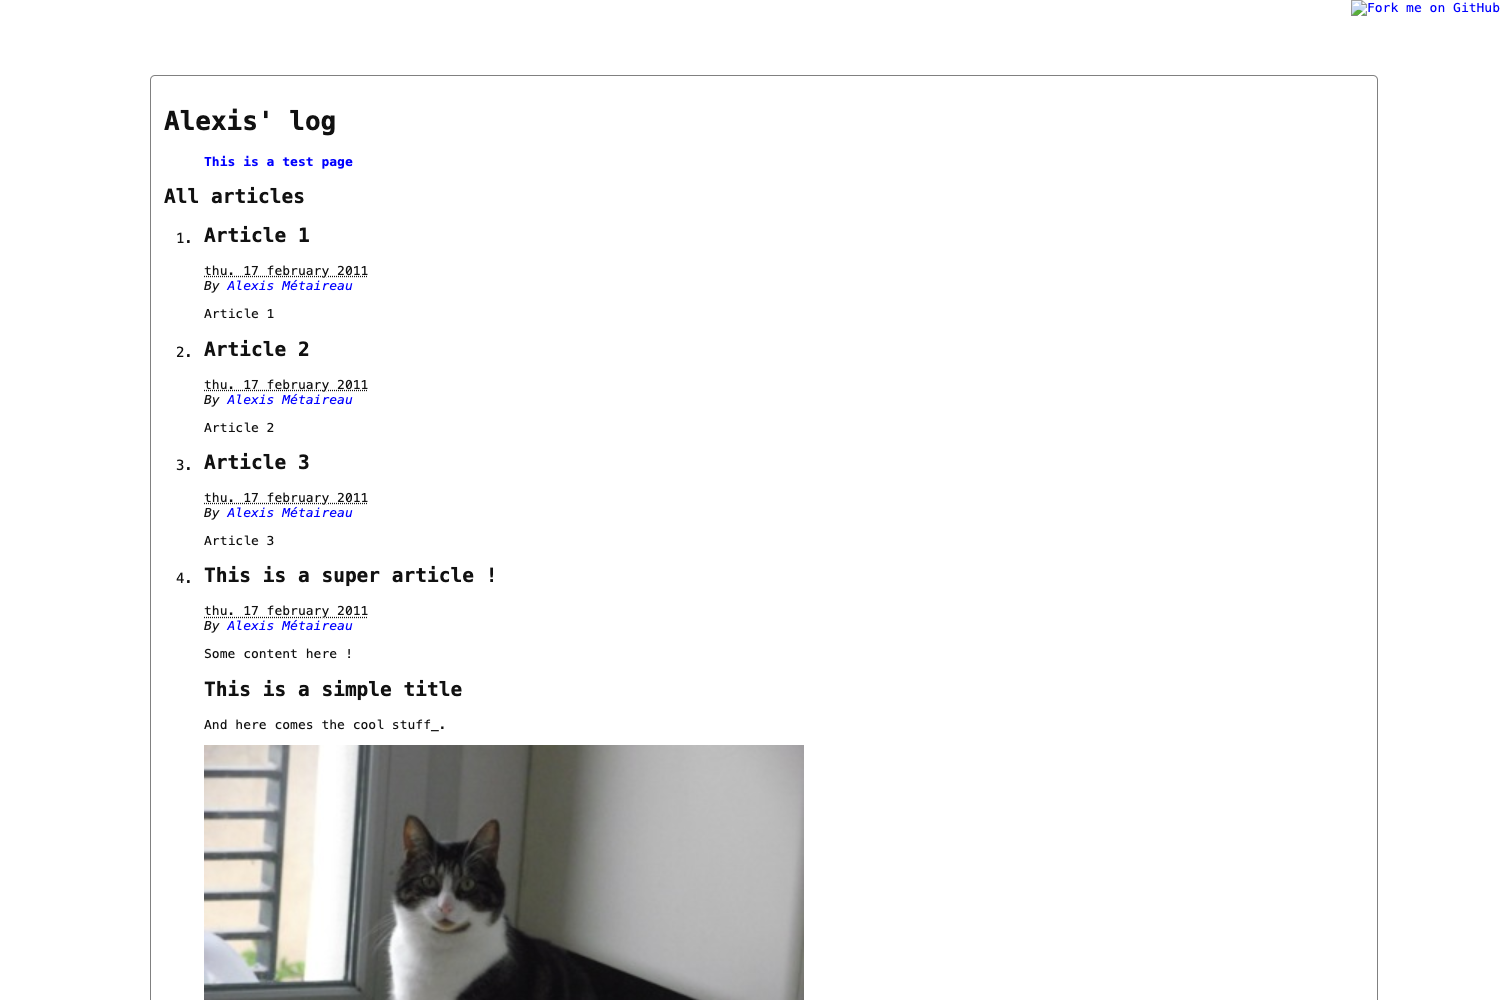 Fork me on GitHub
Alexis' log
This is a test page
All articles
1. Article 1
thu. 17 february 2011
By Alexis Métaireau
Article 1
2. Article 2
thu. 17 february 2011
By Alexis Métaireau
Article 2
3. Article 3
thu. 17 february 2011
By Alexis Métaireau
Article 3
4. This is a super article !
thu. 17 february 2011
By Alexis Métaireau
Some content here !
This is a simple title
And here comes the cool stuff_.